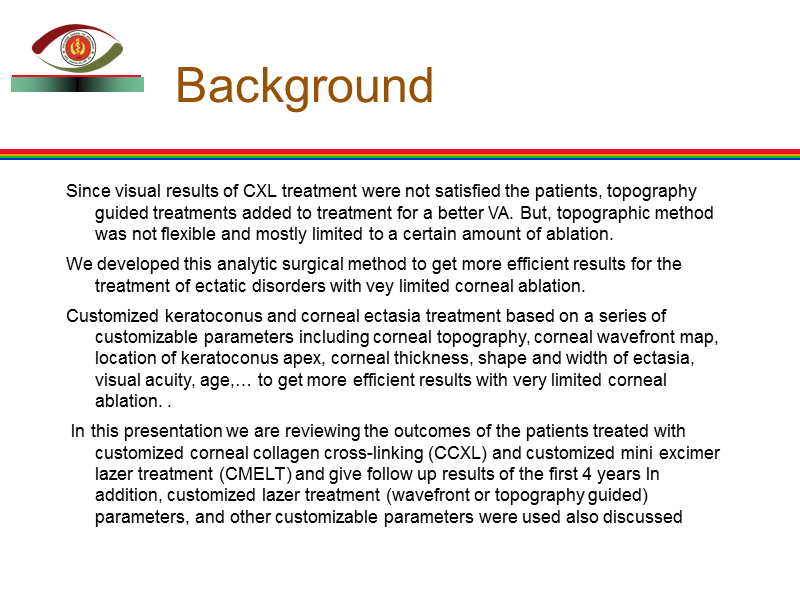 Background
Since visual results of CXL treatment were not satisfied the patients, topography
guided treatments added to treatment for a better VA. But, topographic method
was not flexible and mostly limited to a certain amount of ablation.
We developed this analytic surgical method to get more efficient results for the
treatment of ectatic disorders with vey limited corneal ablation.
Customized keratoconus and corneal ectasia treatment based on a series of
customizable parameters including corneal topography, corneal wavefront map,
location of keratoconus apex, corneal thickness, shape and width of ectasia,
visual acuity, age,… to get more efficient results with very limited corneal
ablation. .
In this presentation we are reviewing the outcomes of the patients treated with
customized corneal collagen cross-linking (CCXL) and customized mini excimer
lazer treatment (CMELT) and give follow up results of the first 4 years In
addition, customized lazer treatment (wavefront or topography guided)
parameters, and other customizable parameters were used also discussed